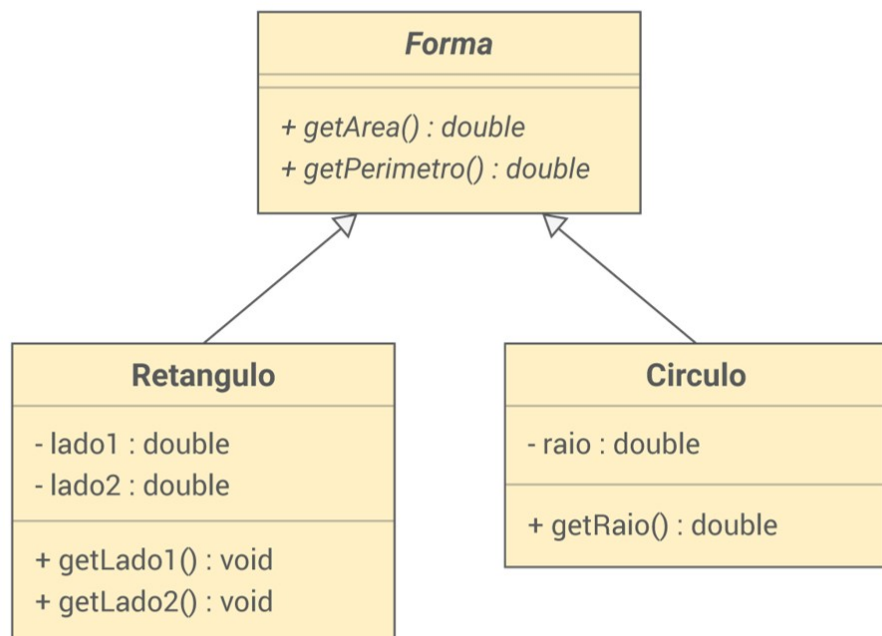 Forma
+ getArea() : double
+ getPerimetro() : double
Retangulo
- lado1 : double
- lado2 : double
+ getLado1() : void
+ getLado2() : void
Circulo
- raio : double
+ getRaio() : double